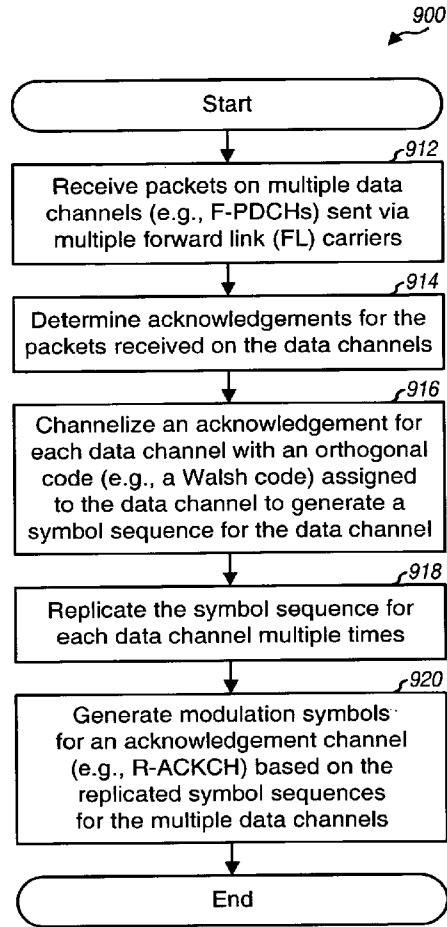 900
Start
912
Receive packets on multiple data
channels (e.g., F-PDCHs) sent via
multiple forward link (FL) carriers
914
Determine acknowledgements for the
packets received on the data channels
916
Channelize an acknowledgement for
each data channel with an orthogonal
code (e.g., a Walsh code) assigned
to the data channel to generate a
symbol sequence for the data channel
918
Replicate the symbol sequence for
each data channel multiple times
920
Generate modulation symbols
for an acknowledgement channel
(e.g., R-ACKCH) based on the
replicated symbol sequences
for the multiple data channels
End